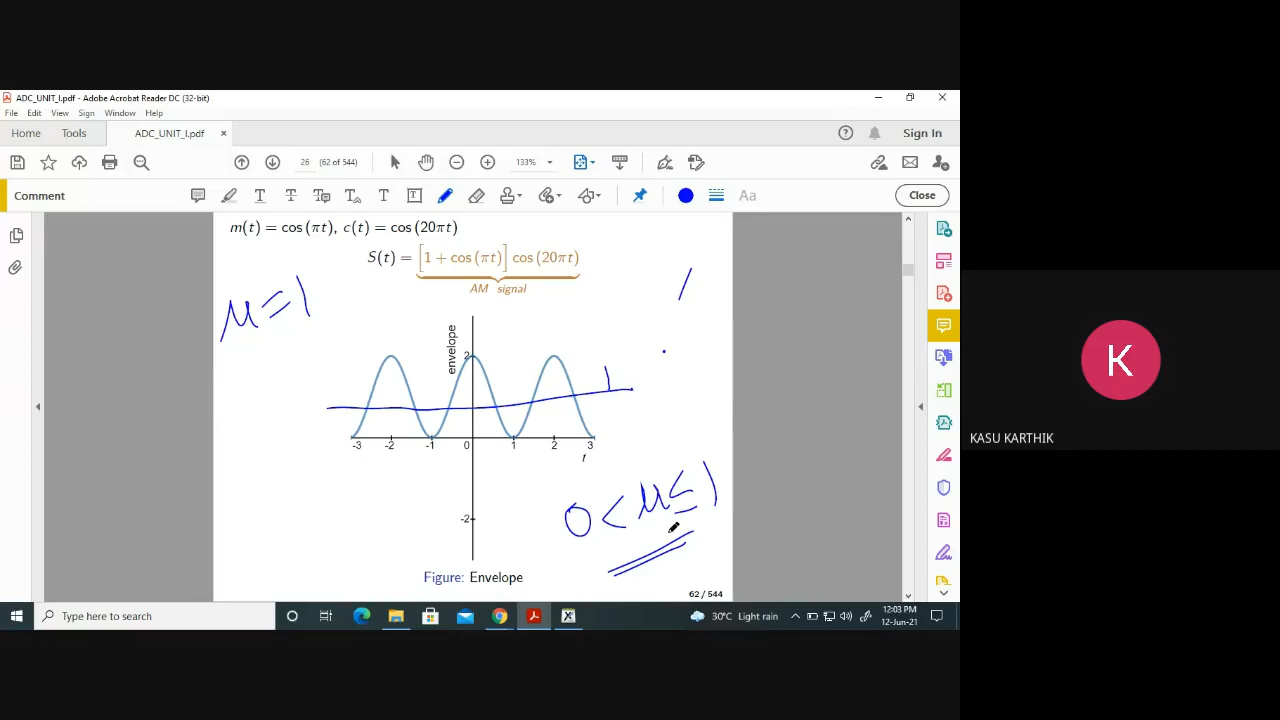 ADC_UNIT_I.pdf - Adobe Acrobat Reader DC (32-bit)
File Edit View Sign Window Help
Home Tools ADC_UNIT_I.pdf × Sign In
26 (62 of 544) 133%
Comment Aa Close
m(t) = cos (πt), c(t) = cos (20πt)
S(t) = [1 + cos (πt)] cos (20πt)
AM signal
μ = 1
envelope
2
1
-3 -2 -1 0 1 2 3
t
0 < μ ≤ 1
-2
Figure: Envelope
62 / 544
K
KASU KARTHIK
Type here to search 30°C Light rain 12:03 PM
12-Jun-21